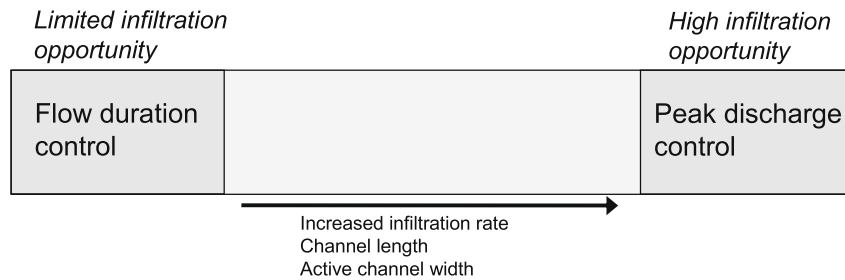 Limited infiltration
opportunity
High infiltration
opportunity
Flow duration
control
Peak discharge
control
Increased infiltration rate
Channel length
Active channel width